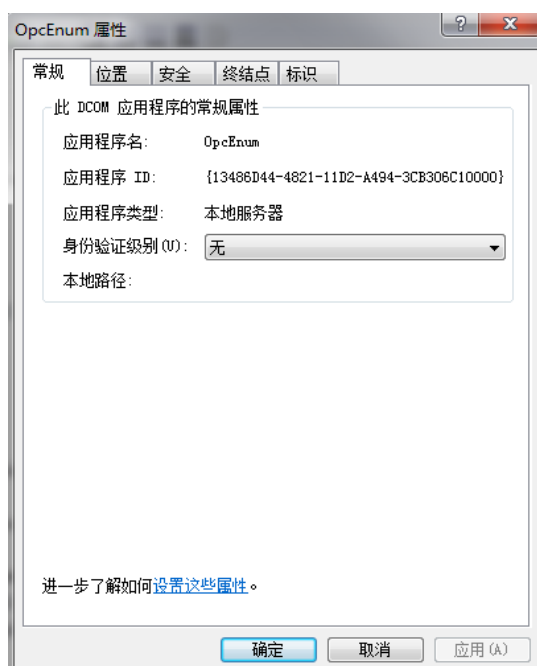 OpcEnum 属性
常规 位置 安全 终结点 标识
此 DCOM 应用程序的常规属性
应用程序名: OpcEnum
应用程序 ID: {13486D44-4821-11D2-A494-3CB306C10000}
应用程序类型: 本地服务器
身份验证级别(U): 无
本地路径:
进一步了解如何设置这些属性。
确定 取消 应用(A)